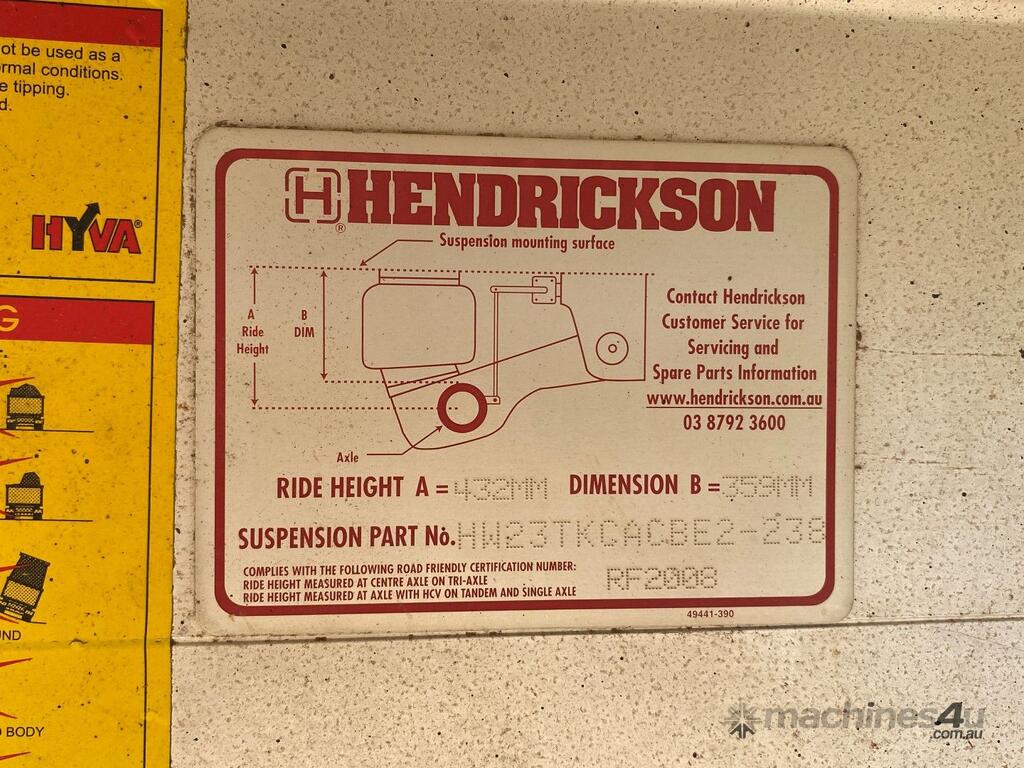 ot be used as a
ormal conditions.
e tipping.
d.
HYVA®
G
UND
BODY
H HENDRICKSON
®
Suspension mounting surface
A
Ride
Height
B
DIM
Axle
Contact Hendrickson
Customer Service for
Servicing and
Spare Parts Information
www.hendrickson.com.au
03 8792 3600
RIDE HEIGHT A = 432MM DIMENSION B = 359MM
SUSPENSION PART No. HW23TKCACBE2-238
COMPLIES WITH THE FOLLOWING ROAD FRIENDLY CERTIFICATION NUMBER: RF2008
RIDE HEIGHT MEASURED AT CENTRE AXLE ON TRI-AXLE
RIDE HEIGHT MEASURED AT AXLE WITH HCV ON TANDEM AND SINGLE AXLE
49441-390
machines4u
.com.au